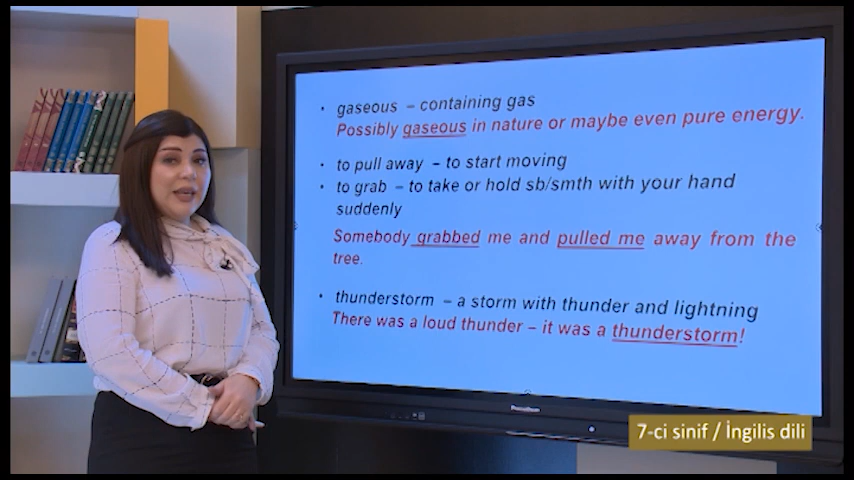 • gaseous – containing gas
Possibly gaseous in nature or maybe even pure energy.
• to pull away – to start moving
• to grab – to take or hold sb/smth with your hand
suddenly
Somebody grabbed me and pulled me away from the
tree.
• thunderstorm – a storm with thunder and lightning
There was a loud thunder – it was a thunderstorm!
7-ci sinif / İngilis dili